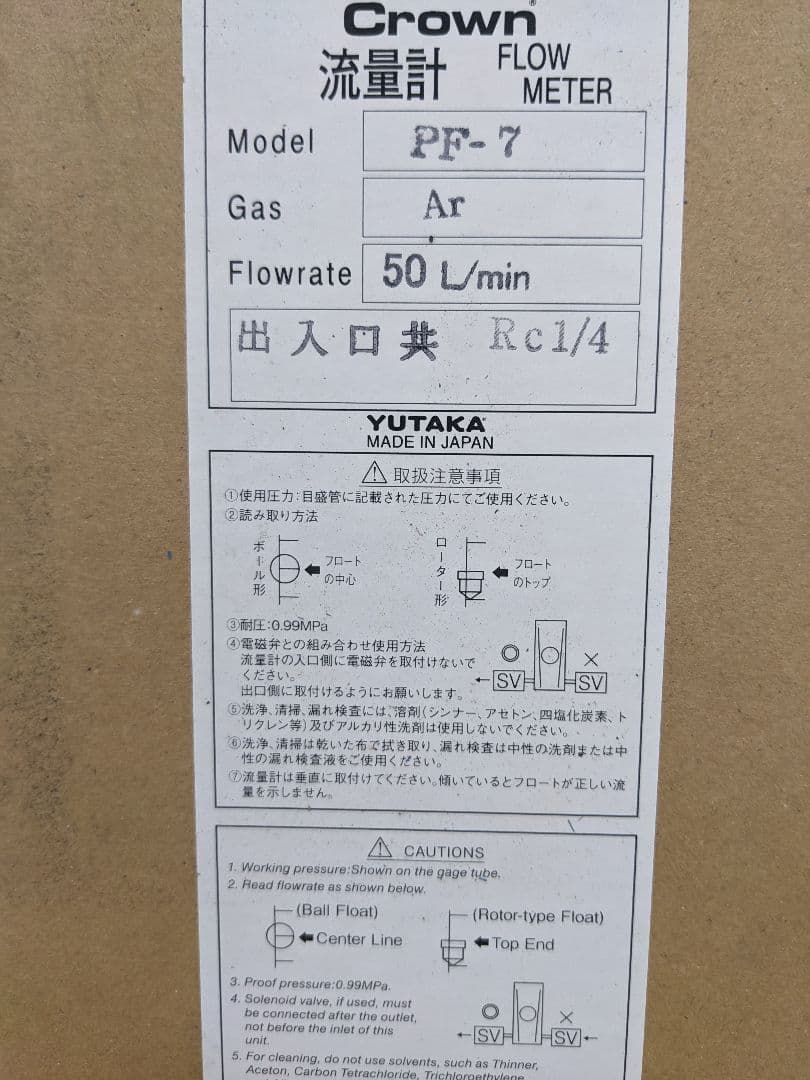 Crown®
流量計 FLOW METER
Model PF-7
Gas Ar
Flowrate 50 L/min
出入口共 Rc1/4
YUTAKA
MADE IN JAPAN
⚠ 取扱注意事項
①使用圧力:目盛管に記載された圧力にてご使用ください。
②読み取り方法
ボール形 フロートの中心
ローター形 フロートのトップ
③耐圧:0.99MPa
④電磁弁との組み合わせ使用方法
流量計の入口側に電磁弁を取付けないで
ください。
出口側に取付けるようにお願いします。
○ ×
←SV SV
⑤洗浄、清掃、漏れ検査には、溶剤(シンナー、アセトン、四塩化炭素、ト
リクレン等)及びアルカリ性洗剤は使用しないでください。
⑥洗浄、清掃は乾いた布で拭き取り、漏れ検査は中性の洗剤または中
性の漏れ検査液をご使用ください。
⑦流量計は垂直に取付けてください。傾いているとフロートが正しい流
量を示しません。
⚠ CAUTIONS
1. Working pressure:Shown on the gage tube.
2. Read flowrate as shown below.
(Ball Float) (Rotor-type Float)
←Center Line ←Top End
3. Proof pressure:0.99MPa.
4. Solenoid valve, if used, must
be connected after the outlet,
not before the inlet of this
unit.
○ ×
←SV SV←
5. For cleaning, do not use solvents, such as Thinner,
Aceton, Carbon Tetrachloride, Trichloroethylene